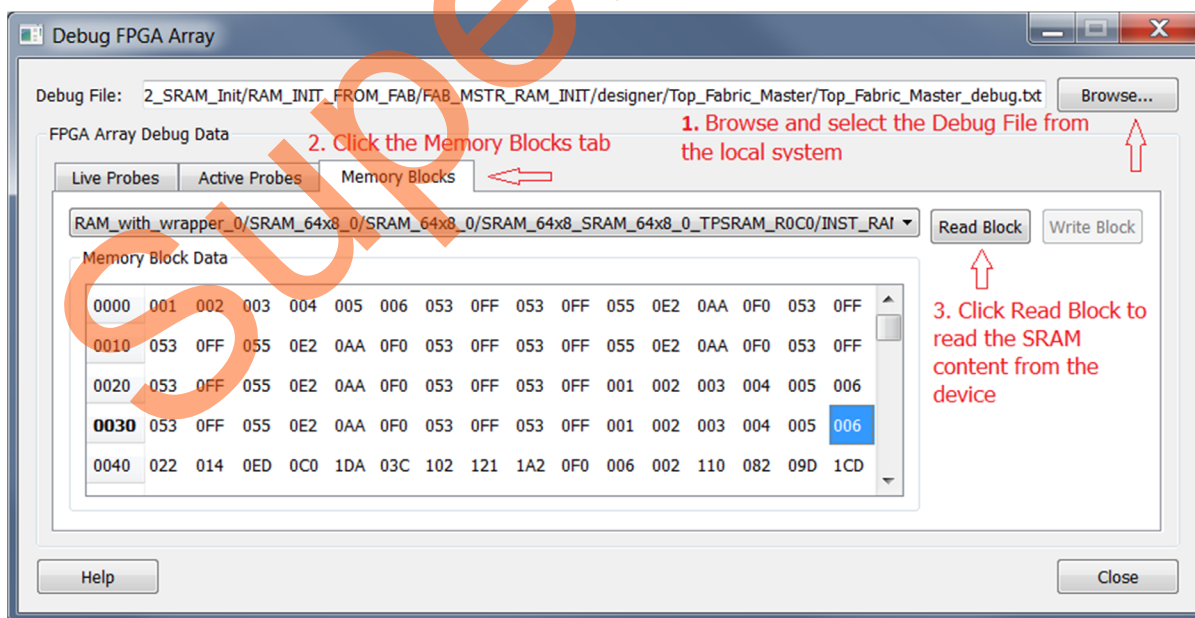 Debug FPGA Array
Debug File: 2_SRAM_Init/RAM_INIT_FROM_FAB/FAB_MSTR_RAM_INIT/designer/Top_Fabric_Master/Top_Fabric_Master_debug.txt Browse...
1. Browse and select the Debug File from
the local system
FPGA Array Debug Data
2. Click the Memory Blocks tab
Live Probes Active Probes Memory Blocks
RAM_with_wrapper_0/SRAM_64x8_0/SRAM_64x8_0/SRAM_64x8_SRAM_64x8_0_TPSRAM_R0C0/INST_RAM Read Block Write Block
Memory Block Data
0000 001 002 003 004 005 006 053 0FF 053 0FF 055 0E2 0AA 0F0 053 0FF
0010 053 0FF 055 0E2 0AA 0F0 053 0FF 053 0FF 055 0E2 0AA 0F0 053 0FF
0020 053 0FF 055 0E2 0AA 0F0 053 0FF 053 0FF 001 002 003 004 005 006
0030 053 0FF 055 0E2 0AA 0F0 053 0FF 053 0FF 001 002 003 004 005 006
0040 022 014 0ED 0C0 1DA 03C 102 121 1A2 0F0 006 002 110 082 09D 1CD
3. Click Read Block to
read the SRAM
content from the
device
Help Close
Supe